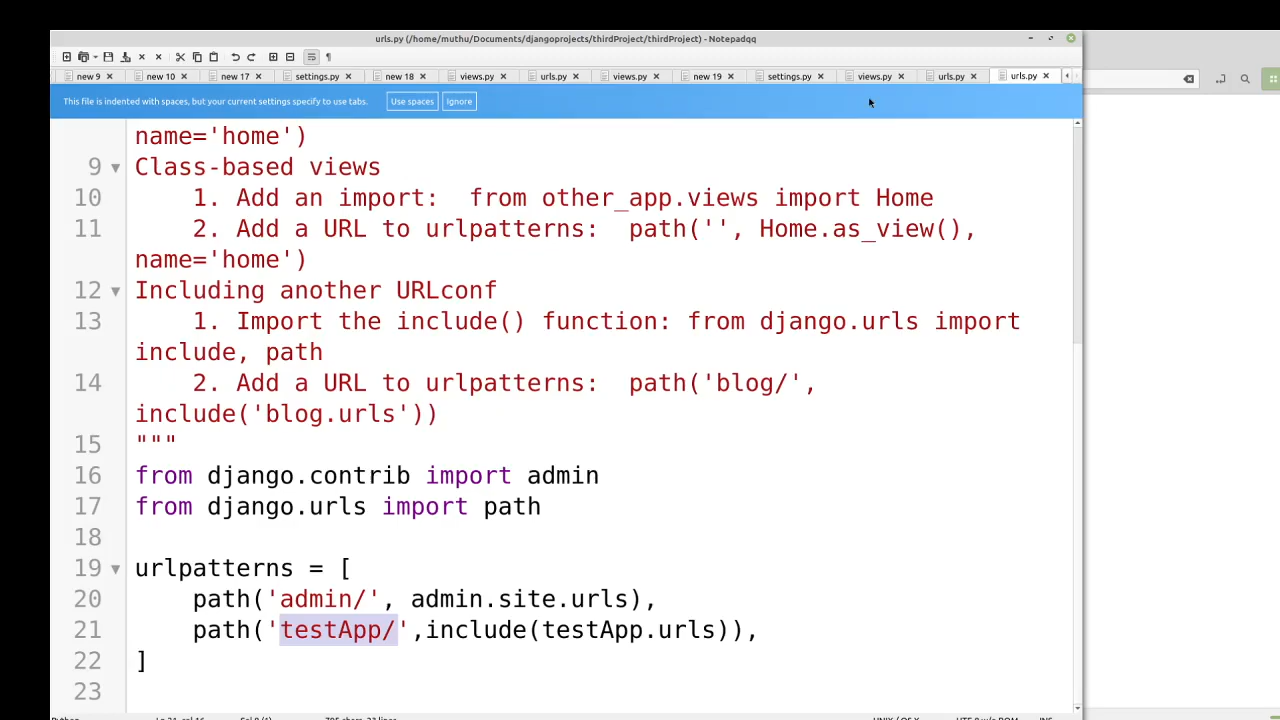 urls.py (/home/muthu/Documents/djangoprojects/thirdProject/thirdProject) - Notepadqq
new 9 new 10 new 17 settings.py new 18 views.py urls.py views.py new 19 settings.py views.py urls.py urls.py
This file is indented with spaces, but your current settings specify to use tabs. Use spaces Ignore
name='home')
9 Class-based views
10     1. Add an import:  from other_app.views import Home
11     2. Add a URL to urlpatterns:  path('', Home.as_view(),
name='home')
12 Including another URLconf
13     1. Import the include() function: from django.urls import
include, path
14     2. Add a URL to urlpatterns:  path('blog/',
include('blog.urls'))
15 """
16 from django.contrib import admin
17 from django.urls import path
18
19 urlpatterns = [
20     path('admin/', admin.site.urls),
21     path('testApp/',include(testApp.urls)),
22 ]
23